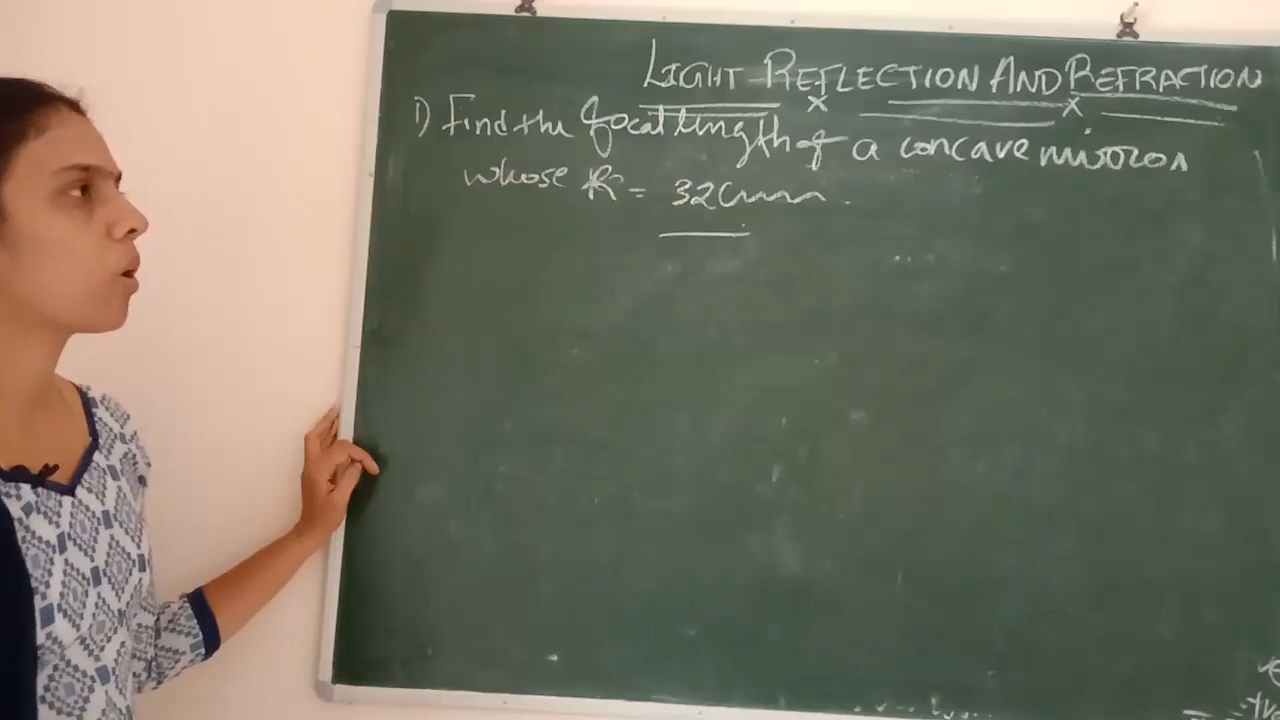 LIGHT REFLECTION AND REFRACTION
1) Find the focal length of a concave mirror
whose R = 32cm.